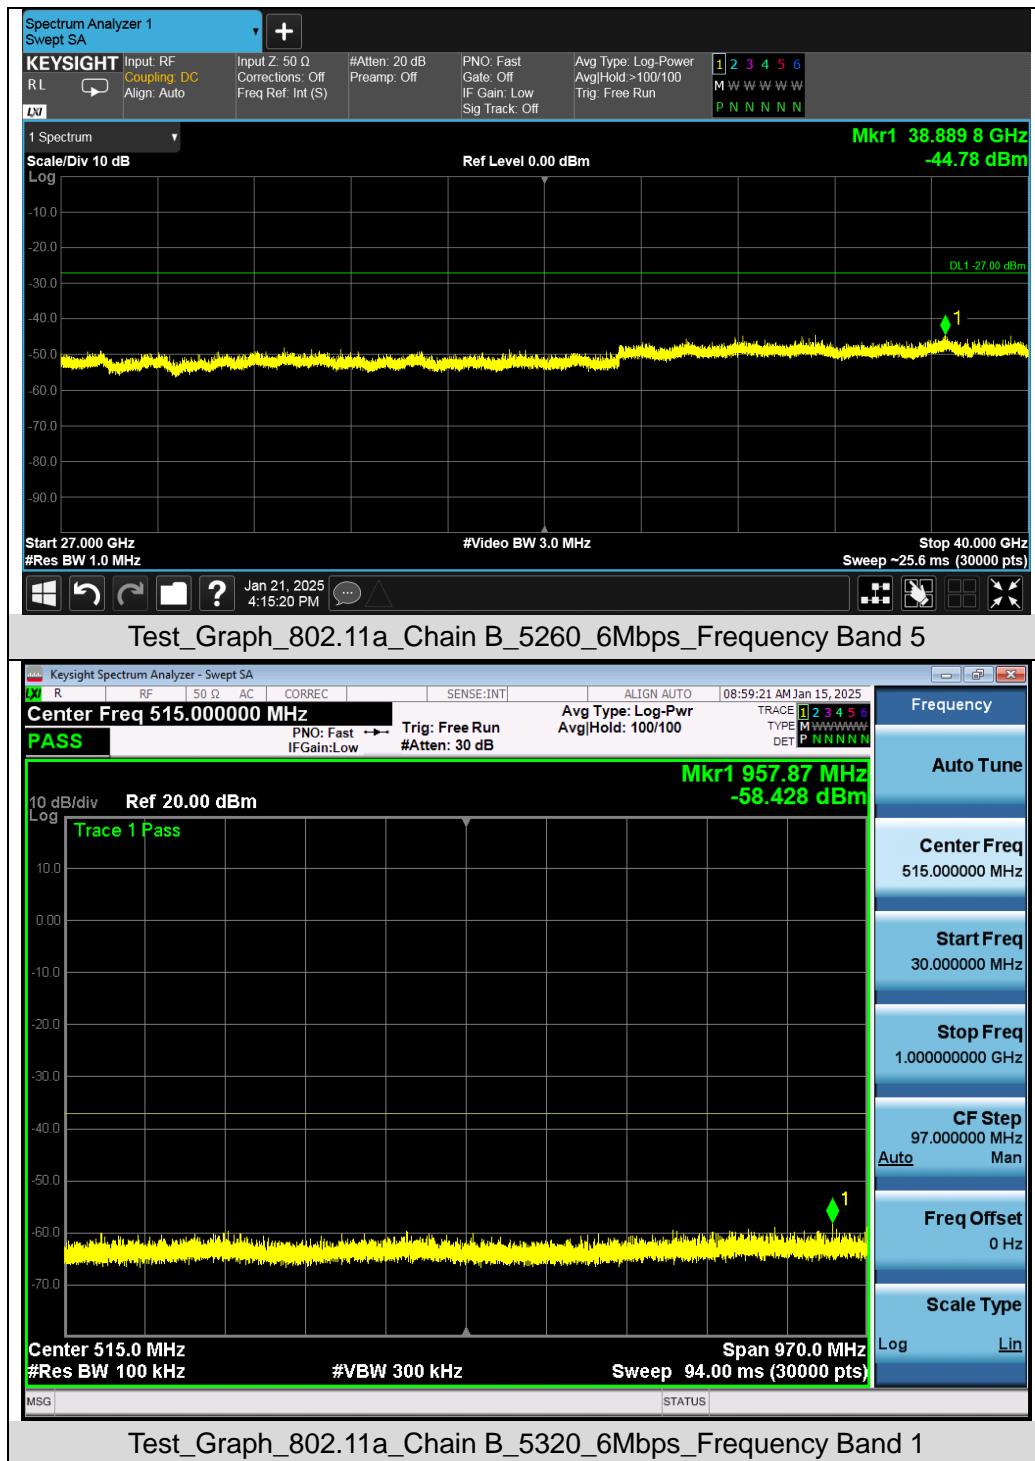 Spectrum Analyzer 1
Swept SA
+
KEYSIGHT
R L
LXI
Input: RF
Coupling: DC
Align: Auto
Input Z: 50 Ω
Corrections: Off
Freq Ref: Int (S)
#Atten: 20 dB
Preamp: Off
PNO: Fast
Gate: Off
IF Gain: Low
Sig Track: Off
Avg Type: Log-Power
Avg|Hold:>100/100
Trig: Free Run
1 2 3 4 5 6
M W W W W W
P N N N N N
1 Spectrum
Mkr1 38.889 8 GHz
-44.78 dBm
Scale/Div 10 dB
Ref Level 0.00 dBm
Log
-10.0
-20.0
DL1 -27.00 dBm
-30.0
-40.0
1
-50.0
-60.0
-70.0
-80.0
-90.0
Start 27.000 GHz
#Video BW 3.0 MHz
Stop 40.000 GHz
#Res BW 1.0 MHz
Sweep ~25.6 ms (30000 pts)
?
Jan 21, 2025
4:15:20 PM
Test_Graph_802.11a_Chain B_5260_6Mbps_Frequency Band 5
Keysight Spectrum Analyzer - Swept SA
LXI R RF 50 Ω AC CORREC SENSE:INT ALIGN AUTO 08:59:21 AM Jan 15, 2025
Center Freq 515.000000 MHz
PASS
PNO: Fast
IFGain:Low
Trig: Free Run
#Atten: 30 dB
Avg Type: Log-Pwr
Avg|Hold: 100/100
TRACE 1 2 3 4 5 6
TYPE M W W W W W
DET P N N N N N
Mkr1 957.87 MHz
-58.428 dBm
10 dB/div
Ref 20.00 dBm
Log
Trace 1 Pass
10.0
0.00
-10.0
-20.0
-30.0
-40.0
-50.0
1
-60.0
-70.0
Center 515.0 MHz
Span 970.0 MHz
#Res BW 100 kHz
#VBW 300 kHz
Sweep 94.00 ms (30000 pts)
MSG
STATUS
Frequency
Auto Tune
Center Freq
515.000000 MHz
Start Freq
30.000000 MHz
Stop Freq
1.000000000 GHz
CF Step
97.000000 MHz
Auto Man
Freq Offset
0 Hz
Scale Type
Log Lin
Test_Graph_802.11a_Chain B_5320_6Mbps_Frequency Band 1